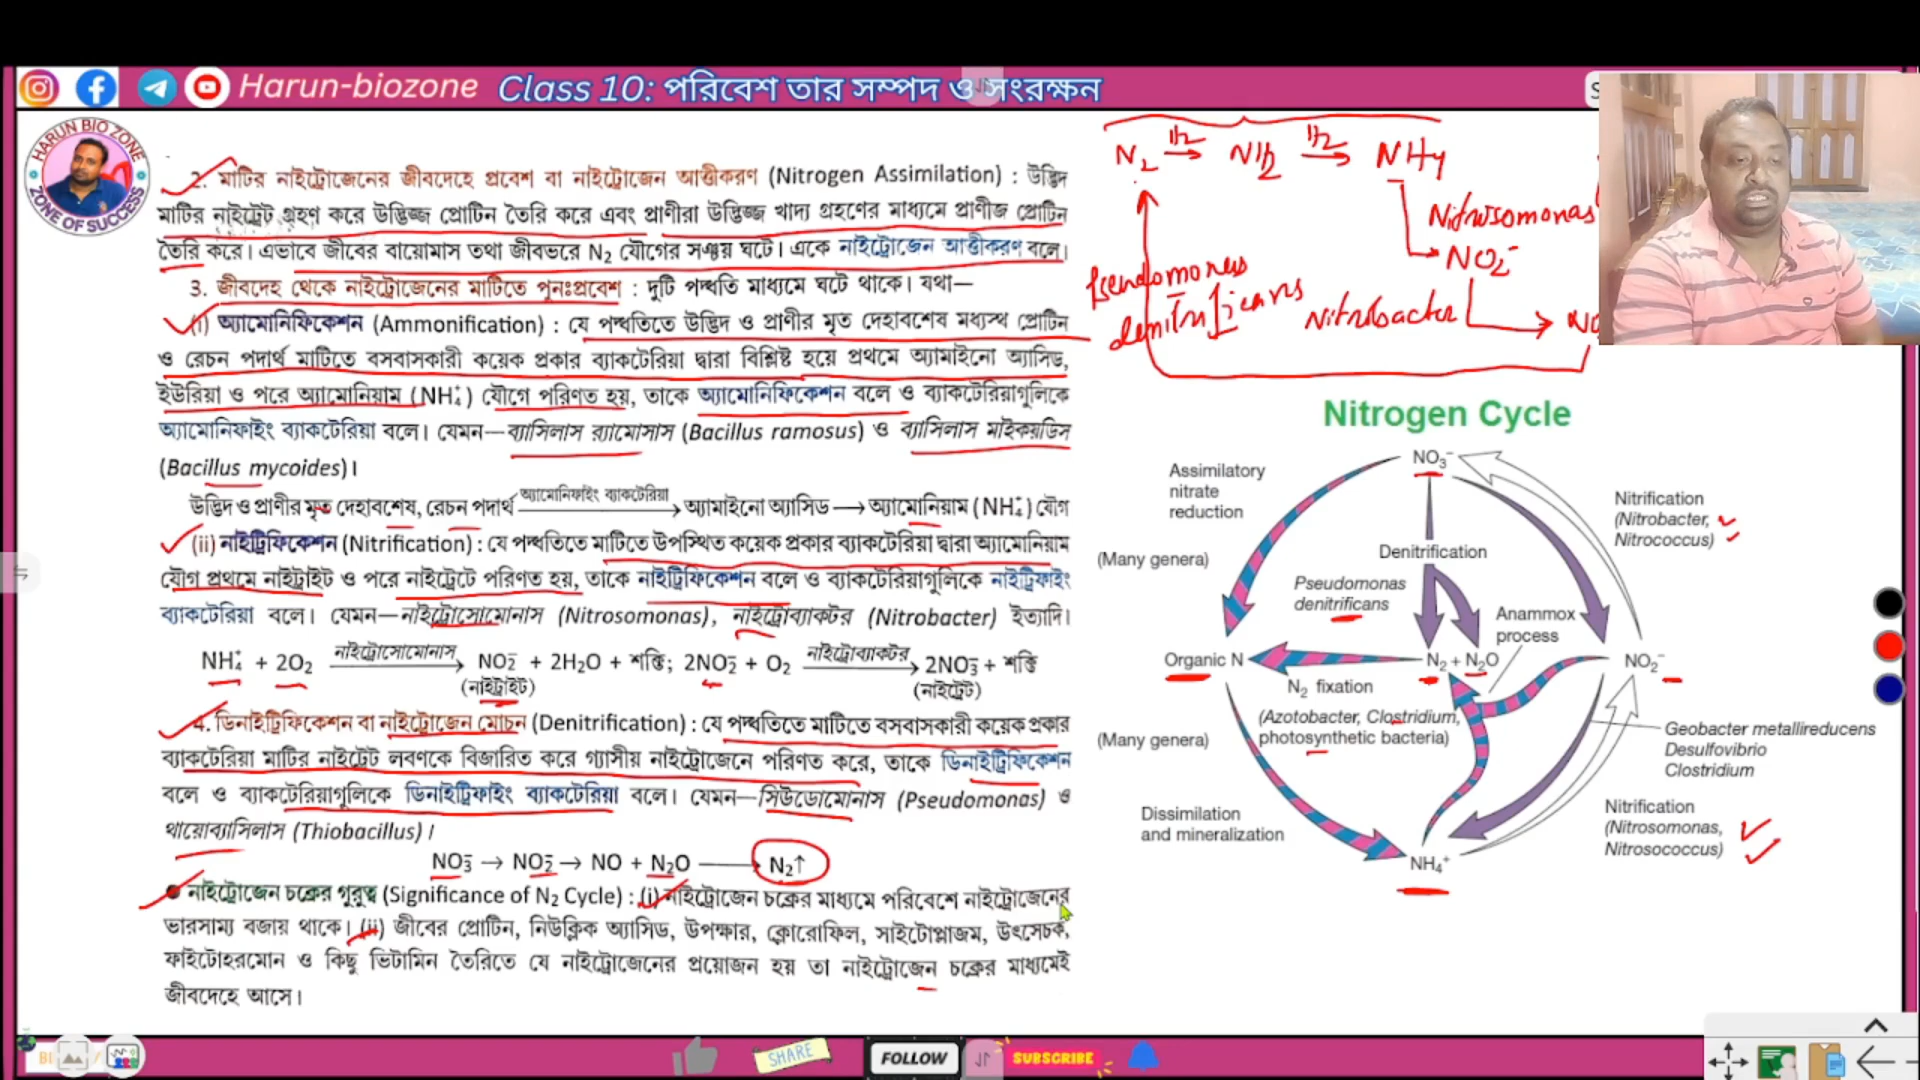 Harun-biozone Class 10: পরিবেশ তার সম্পদ ও সংরক্ষন
HARUN BIO ZONE
ZONE OF SUCCESS
2. মাটির নাইট্রোজেনের জীবদেহে প্রবেশ বা নাইট্রোজেন আত্তীকরণ (Nitrogen Assimilation) : উদ্ভিদ
মাটির নাইট্রেট গ্রহণ করে উদ্ভিজ্জ প্রোটিন তৈরি করে এবং প্রাণীরা উদ্ভিজ্জ খাদ্য গ্রহণের মাধ্যমে প্রাণীজ প্রোটিন
তৈরি করে। এভাবে জীবের বায়োমাস তথা জীবভরে N₂ যৌগের সঞ্চয় ঘটে। একে নাইট্রোজেন আত্তীকরণ বলে।
3. জীবদেহ থেকে নাইট্রোজেনের মাটিতে পুনঃপ্রবেশ : দুটি পদ্ধতি মাধ্যমে ঘটে থাকে। যথা—
(i) অ্যামোনিফিকেশন (Ammonification) : যে পদ্ধতিতে উদ্ভিদ ও প্রাণীর মৃত দেহাবশেষ মধ্যস্থ প্রোটিন
ও রেচন পদার্থ মাটিতে বসবাসকারী কয়েক প্রকার ব্যাকটেরিয়া দ্বারা বিশ্লিষ্ট হয়ে প্রথমে অ্যামাইনো অ্যাসিড,
ইউরিয়া ও পরে অ্যামোনিয়াম (NH₄⁺) যৌগে পরিণত হয়, তাকে অ্যামোনিফিকেশন বলে ও ব্যাকটেরিয়াগুলিকে
অ্যামোনিফাইং ব্যাকটেরিয়া বলে। যেমন—ব্যাসিলাস র‍্যামোসাস (Bacillus ramosus) ও ব্যাসিলাস মাইকয়ডিস
(Bacillus mycoides)।
উদ্ভিদ ও প্রাণীর মৃত দেহাবশেষ, রেচন পদার্থ —অ্যামোনিফাইং ব্যাকটেরিয়া→ অ্যামাইনো অ্যাসিড → অ্যামোনিয়াম (NH₄⁺) যৌগ
(ii) নাইট্রিফিকেশন (Nitrification) : যে পদ্ধতিতে মাটিতে উপস্থিত কয়েক প্রকার ব্যাকটেরিয়া দ্বারা অ্যামোনিয়াম
যৌগ প্রথমে নাইট্রাইট ও পরে নাইট্রেটে পরিণত হয়, তাকে নাইট্রিফিকেশন বলে ও ব্যাকটেরিয়াগুলিকে নাইট্রিফাইং
ব্যাকটেরিয়া বলে। যেমন—নাইট্রোসোমোনাস (Nitrosomonas), নাইট্রোব্যাকটর (Nitrobacter) ইত্যাদি।
NH₄⁺ + 2O₂ —নাইট্রোসোমোনাস→ NO₂⁻ + 2H₂O + শক্তি; 2NO₂⁻ + O₂ —নাইট্রোব্যাকটর→ 2NO₃⁻ + শক্তি
(নাইট্রাইট) (নাইট্রেট)
4. ডিনাইট্রিফিকেশন বা নাইট্রোজেন মোচন (Denitrification) : যে পদ্ধতিতে মাটিতে বসবাসকারী কয়েক প্রকার
ব্যাকটেরিয়া মাটির নাইট্রেট লবণকে বিজারিত করে গ্যাসীয় নাইট্রোজেনে পরিণত করে, তাকে ডিনাইট্রিফিকেশন
বলে ও ব্যাকটেরিয়াগুলিকে ডিনাইট্রিফাইং ব্যাকটেরিয়া বলে। যেমন—সিউডোমোনাস (Pseudomonas) ও
থায়োব্যাসিলাস (Thiobacillus)।
NO₃⁻ → NO₂⁻ → NO + N₂O → N₂↑
● নাইট্রোজেন চক্রের গুরুত্ব (Significance of N₂ Cycle) : (i) নাইট্রোজেন চক্রের মাধ্যমে পরিবেশে নাইট্রোজেনের
ভারসাম্য বজায় থাকে। (ii) জীবের প্রোটিন, নিউক্লিক অ্যাসিড, উপক্ষার, ক্লোরোফিল, সাইটোপ্লাজম, উৎসেচক,
ফাইটোহরমোন ও কিছু ভিটামিন তৈরিতে যে নাইট্রোজেনের প্রয়োজন হয় তা নাইট্রোজেন চক্রের মাধ্যমেই
জীবদেহে আসে।
N₂ → NH₂ → NH₄
Nitrosomonas
NO₂⁻
Pseudomonas
denitrificans
Nitrobacter
Nitrogen Cycle
NO₃⁻
Assimilatory
nitrate
reduction
Nitrification
(Nitrobacter,
Nitrococcus)
(Many genera)
Denitrification
Pseudomonas
denitrificans
Anammox
process
Organic N
N₂ + N₂O
NO₂⁻
N₂ fixation
(Azotobacter, Clostridium,
photosynthetic bacteria)
(Many genera)
Geobacter metallireducens
Desulfovibrio
Clostridium
Dissimilation
and mineralization
Nitrification
(Nitrosomonas,
Nitrosococcus)
NH₄⁺
SHARE
FOLLOW
SUBSCRIBE